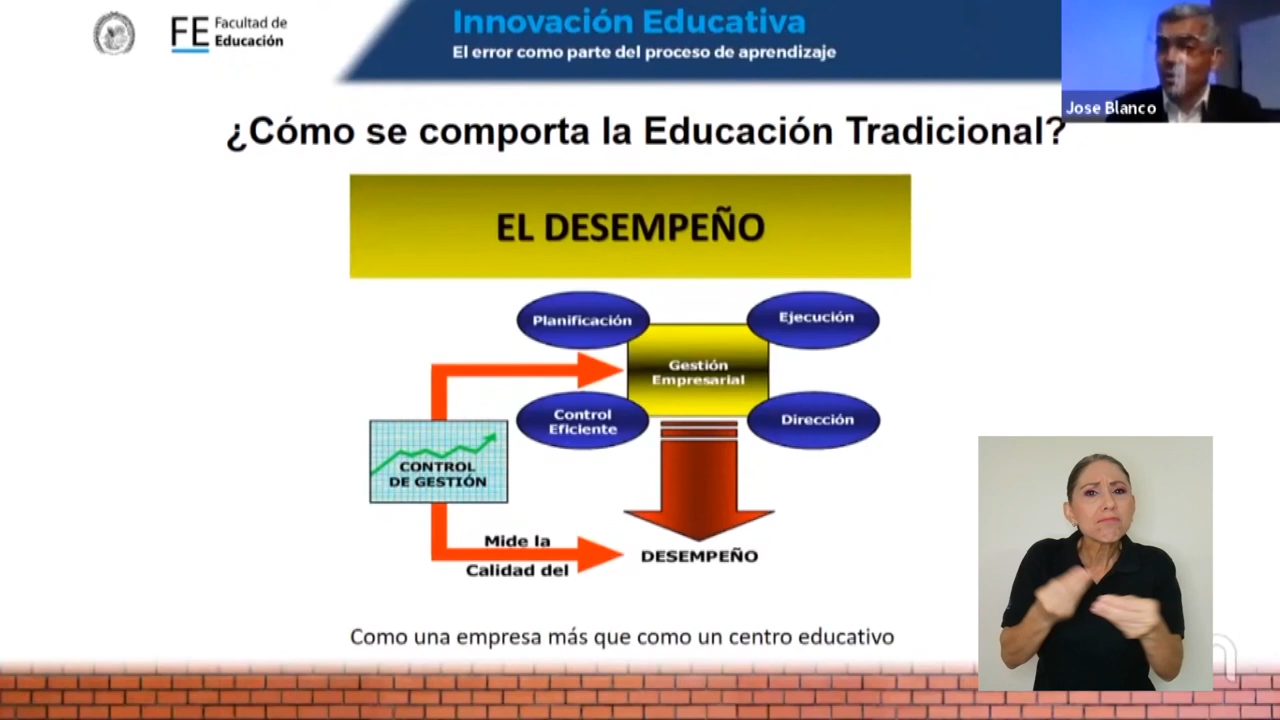 FE Facultad de
Educación
Innovación Educativa
El error como parte del proceso de aprendizaje
Jose Blanco
¿Cómo se comporta la Educación Tradicional?
EL DESEMPEÑO
Planificación
Ejecución
Gestión
Empresarial
Control
Eficiente
Dirección
CONTROL
DE GESTIÓN
Mide la
Calidad del
DESEMPEÑO
Como una empresa más que como un centro educativo